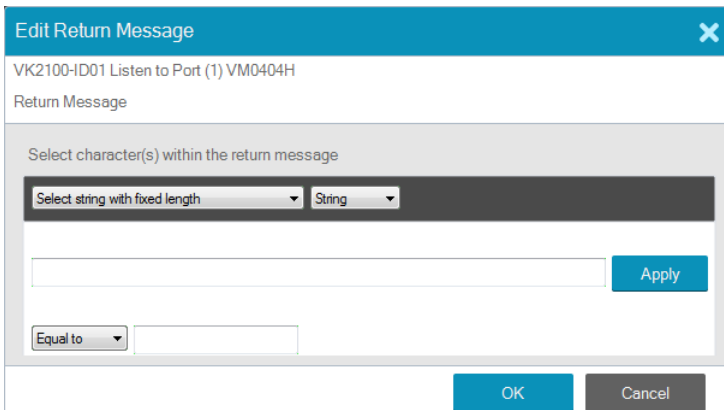 Edit Return Message
VK2100-ID01 Listen to Port (1) VM0404H
Return Message
Select character(s) within the return message
Select string with fixed length String
Apply
Equal to
OK Cancel